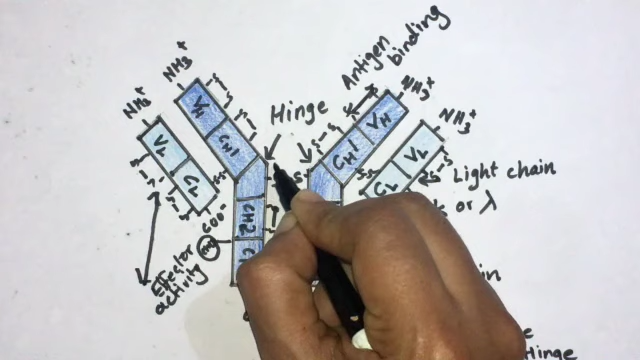 Antigen
binding
NH3+
NH3+
NH3+
NH3+
Hinge
VH
CH1
VL
CL
VH
CH1
VL
CL
S S
S S
Light chain
or λ
CH2
COO-
Effector
activity
Hinge